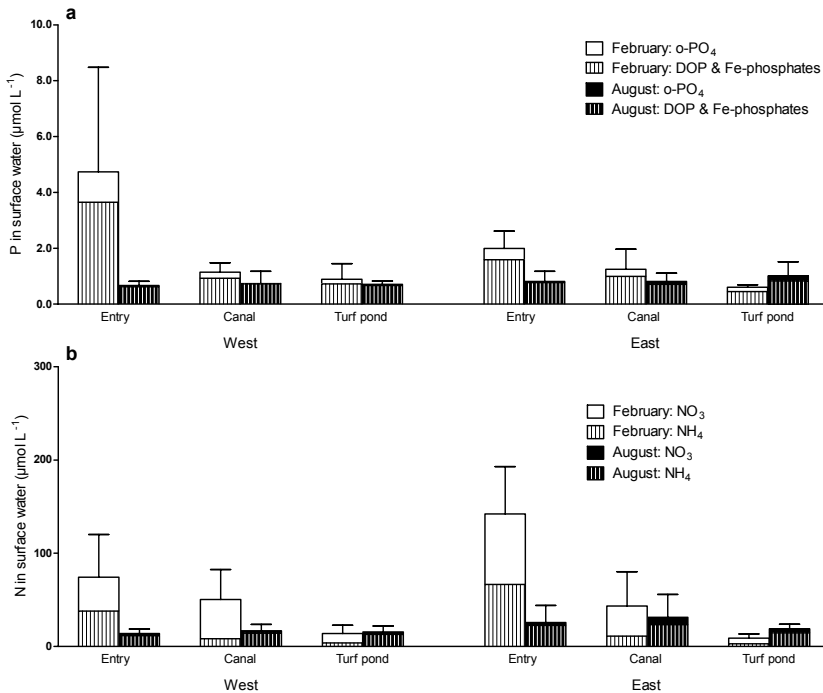 a
10.0
8.0
6.0
4.0
2.0
0.0
P in surface water (µmol L⁻¹)
February: o-PO₄
February: DOP & Fe-phosphates
August: o-PO₄
August: DOP & Fe-phosphates
Entry Canal Turf pond Entry Canal Turf pond
West East
b
300
200
100
0
N in surface water (µmol L⁻¹)
February: NO₃
February: NH₄
August: NO₃
August: NH₄
Entry Canal Turf pond Entry Canal Turf pond
West East